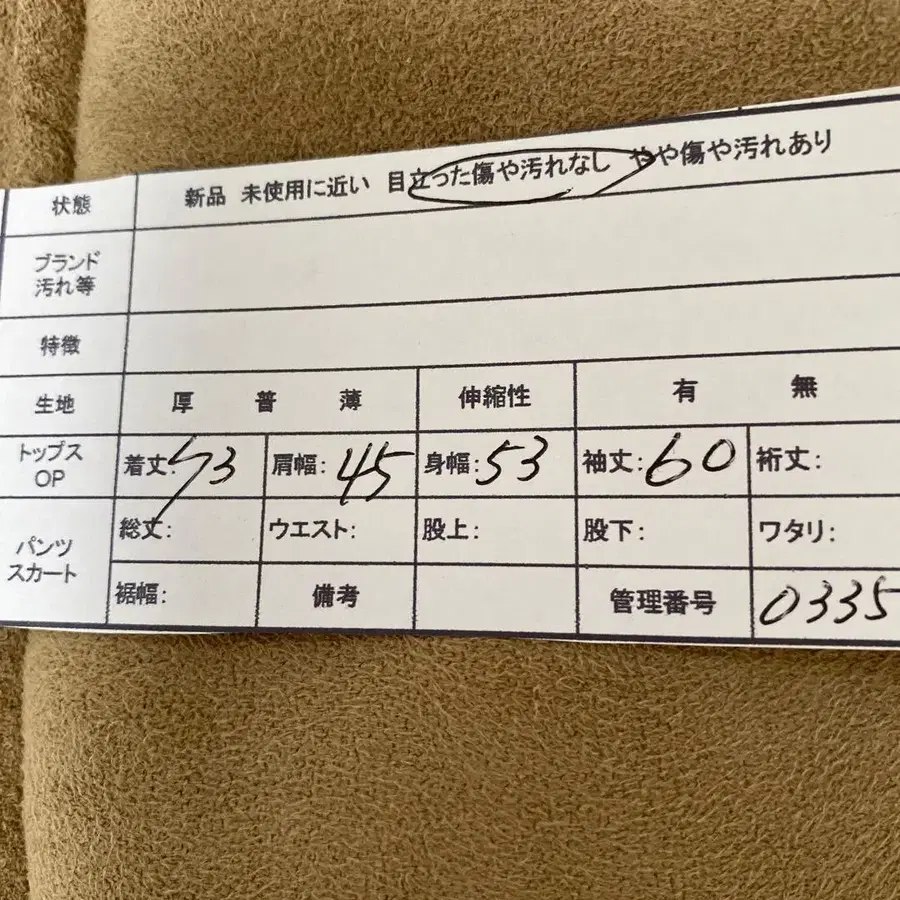 状態 新品 未使用に近い 目立った傷や汚れなし やや傷や汚れあり
ブランド
汚れ等
特徴
生地 厚 普 薄 伸縮性 有 無
トップス
OP
着丈:73 肩幅:45 身幅:53 袖丈:60 裄丈:
パンツ
スカート
総丈: ウエスト: 股上: 股下: ワタリ:
裾幅: 備考 管理番号 0335